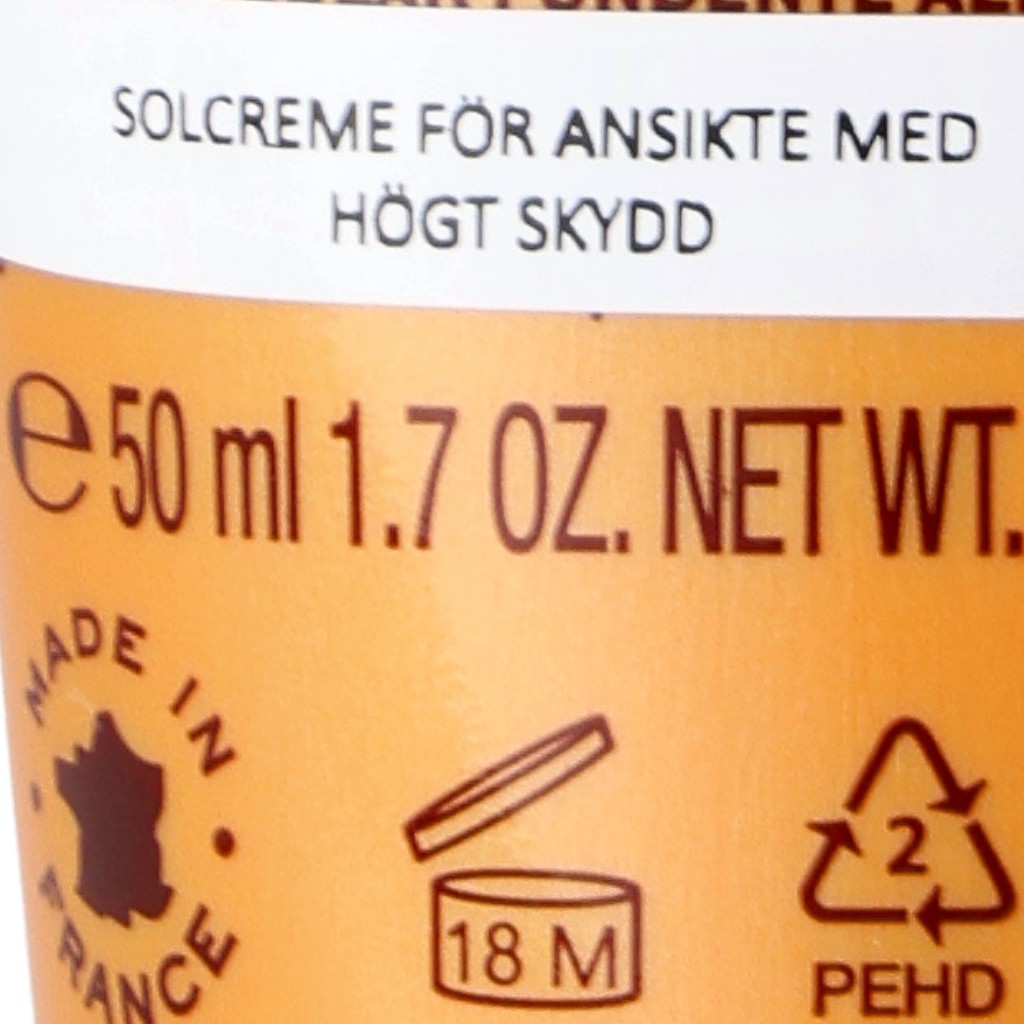 FONDENTE
SOLCREME FÖR ANSIKTE MED
HÖGT SKYDD
e 50 ml 1.7 OZ. NET WT.
MADE IN
FRANCE
18 M
2
PEHD